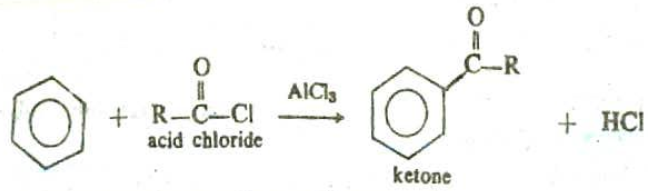 O
C–R
O
+ R–C–Cl AlCl₃ + HCl
acid chloride
ketone